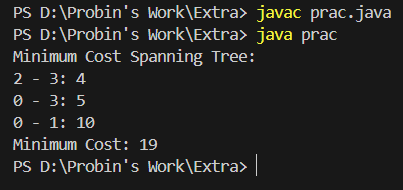 PS D:\Probin's Work\Extra> javac prac.java
PS D:\Probin's Work\Extra> java prac
Minimum Cost Spanning Tree:
2 - 3: 4
0 - 3: 5
0 - 1: 10
Minimum Cost: 19
PS D:\Probin's Work\Extra>